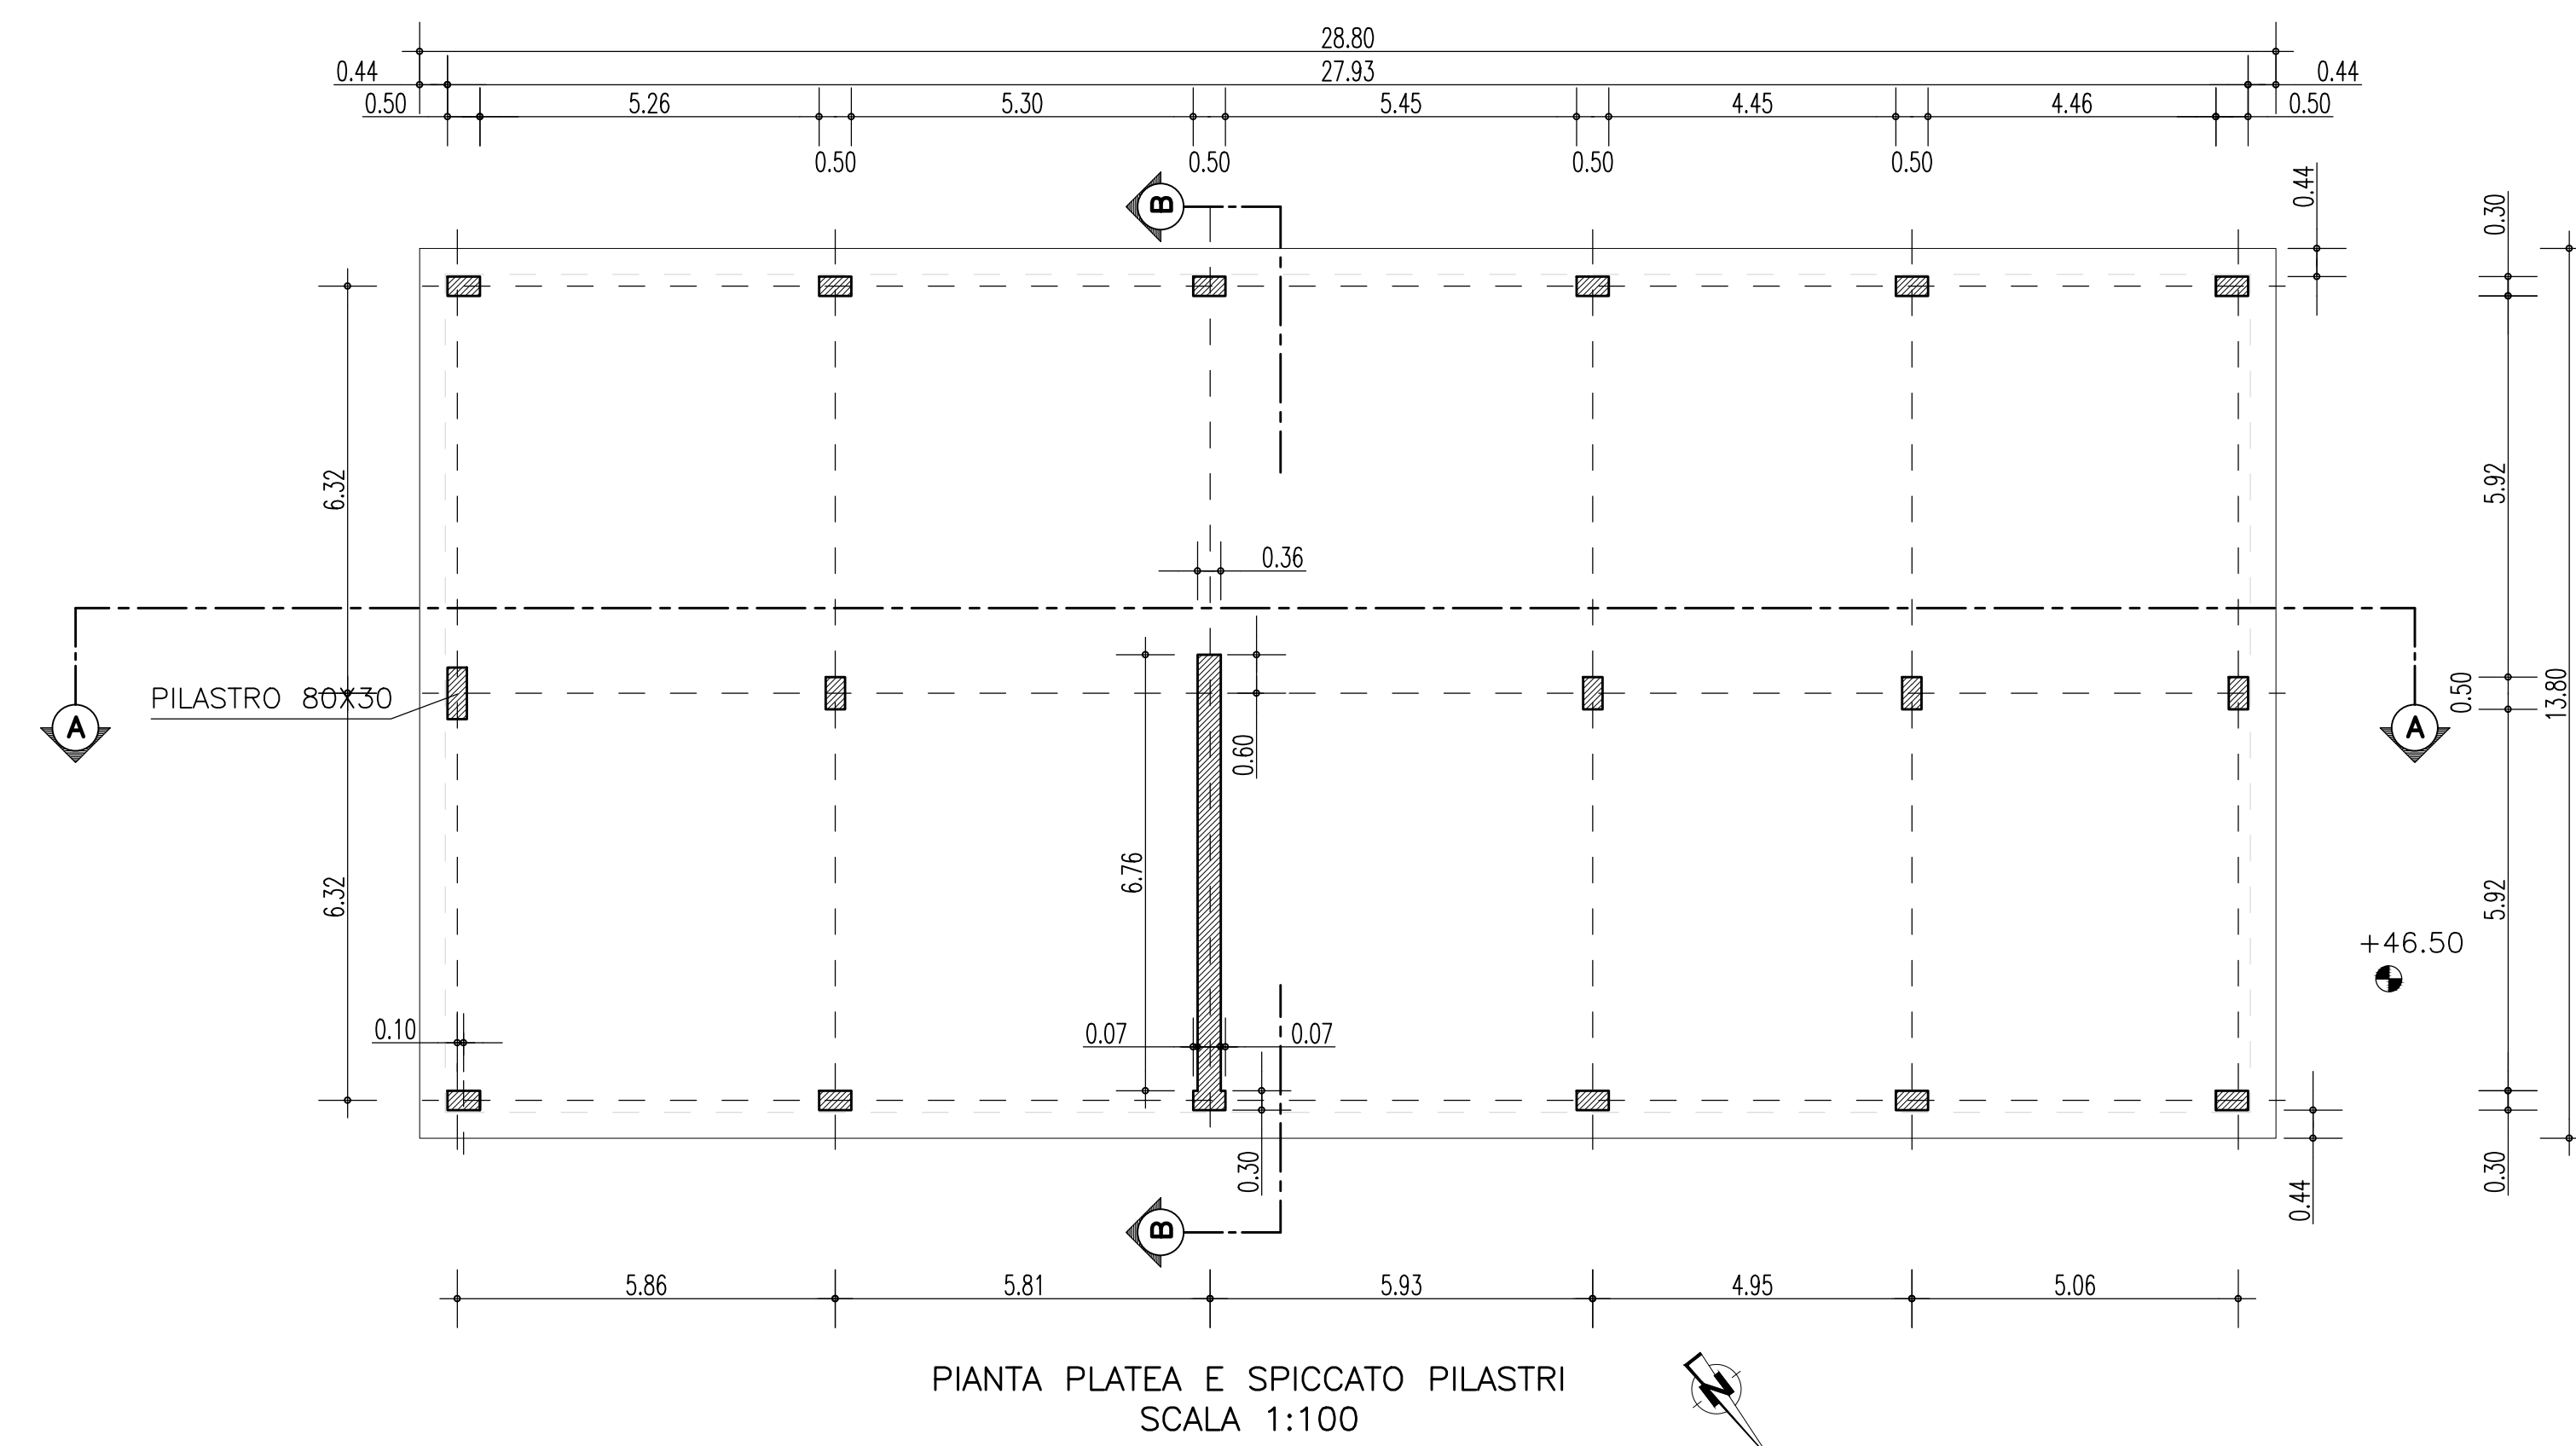 28.80
0.44 27.93 0.44
0.50 5.26 5.30 5.45 4.45 4.46 0.50
0.50 0.50 0.50 0.50
B
0.44
0.30
6.32
5.92
0.36
PILASTRO 80X30
A
A
0.50
13.80
0.60
6.76
6.32
5.92
+46.50
0.10
0.07 0.07
0.30
0.44
0.30
B
5.86 5.81 5.93 4.95 5.06
PIANTA PLATEA E SPICCATO PILASTRI
SCALA 1:100
N